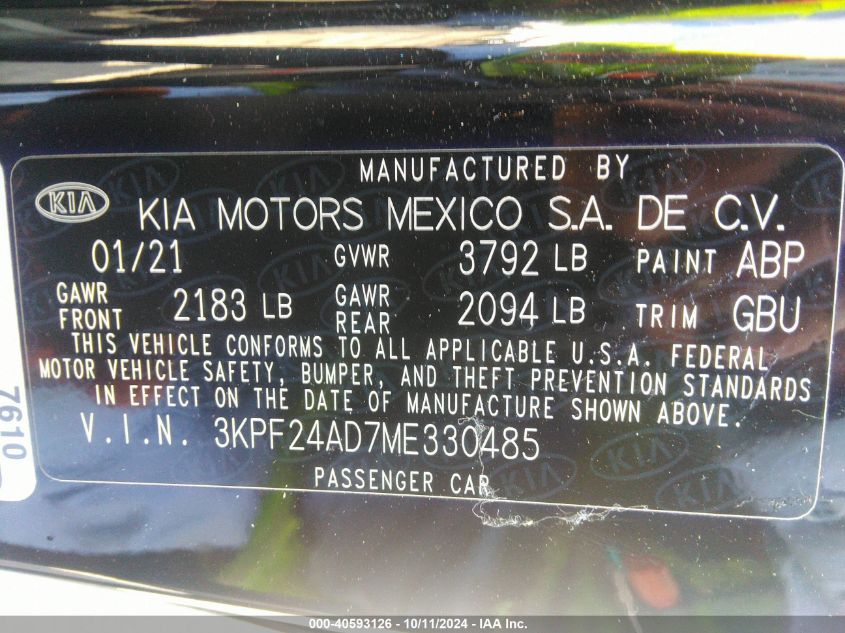 MANUFACTURED BY
KIA KIA MOTORS MEXICO S.A. DE C.V.
01/21 GVWR 3792 LB PAINT ABP
GAWR FRONT 2183 LB GAWR REAR 2094 LB TRIM GBU
THIS VEHICLE CONFORMS TO ALL APPLICABLE U.S.A. FEDERAL
MOTOR VEHICLE SAFETY, BUMPER, AND THEFT PREVENTION STANDARDS
IN EFFECT ON THE DATE OF MANUFACTURE SHOWN ABOVE.
V.I.N. 3KPF24AD7ME330485
PASSENGER CAR
7610
000-40593126 - 10/11/2024 - IAA Inc.